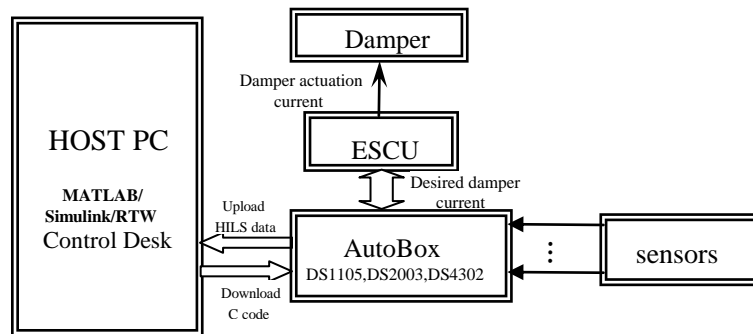 Damper
Damper actuation
current
HOST PC
MATLAB/
Simulink/RTW
Control Desk
ESCU
Desired damper
current
Upload
HILS data
AutoBox
DS1105,DS2003,DS4302
Download
C code
sensors